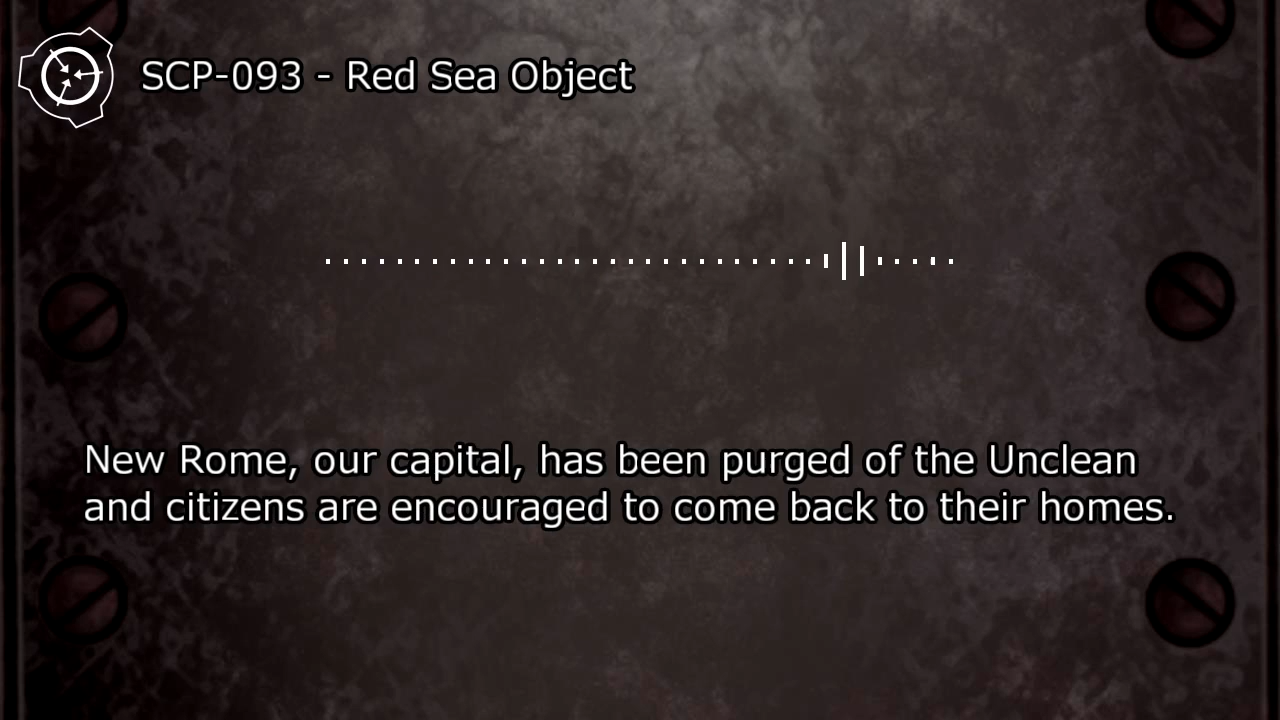 SCP-093 - Red Sea Object
New Rome, our capital, has been purged of the Unclean
and citizens are encouraged to come back to their homes.